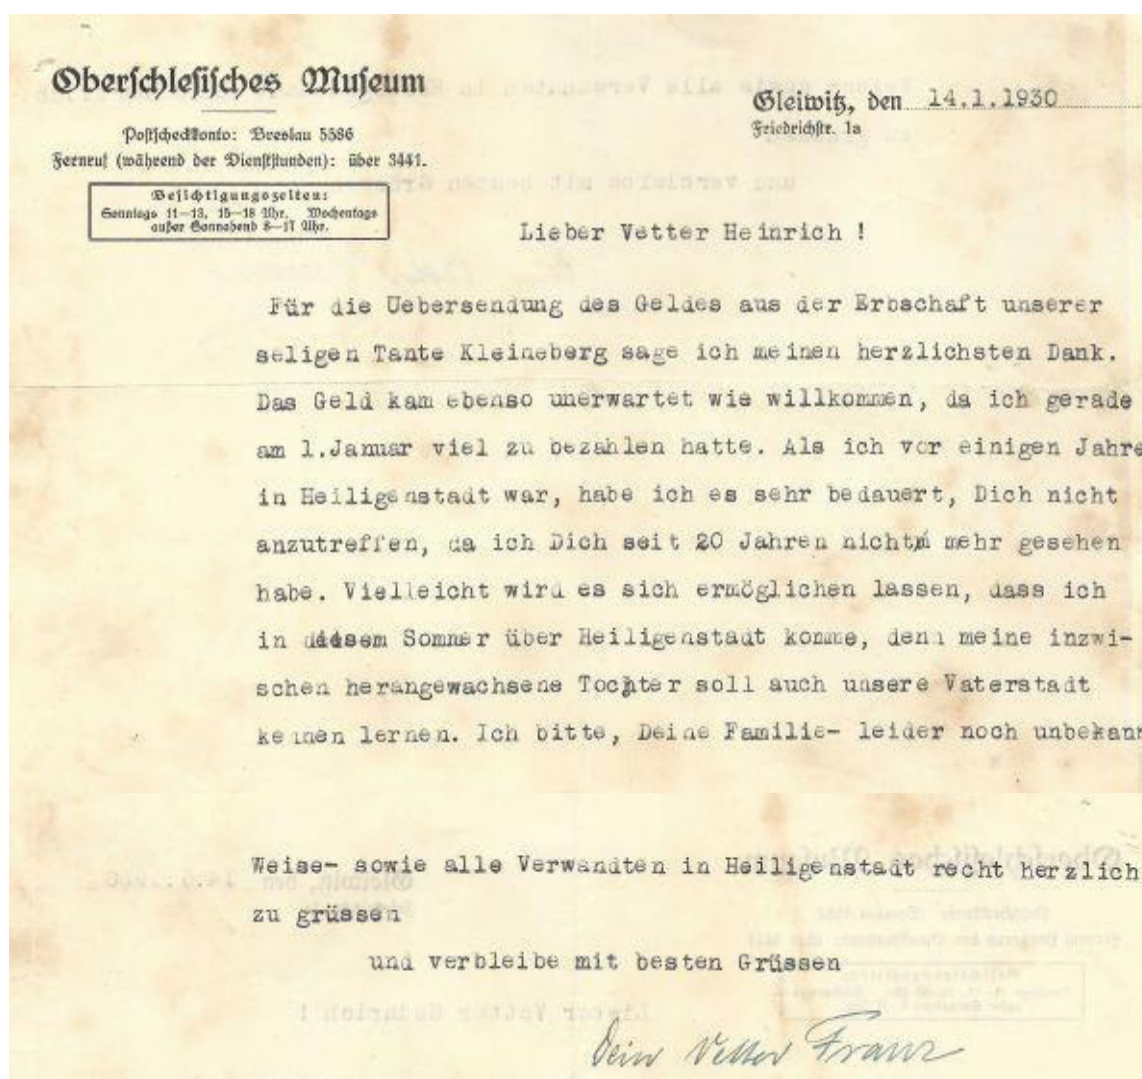 Oberschlesisches Museum
Postscheckkonto: Breslau 5586
Fernruf (während der Dienststunden): über 3441.
Besichtigungszeiten:
Sonntags 11—13, 15—18 Uhr, Wochentags
außer Sonnabend 8—17 Uhr.
Gleiwitz, den 14.1.1930
Friedrichstr. 1a
Lieber Vetter Heinrich !
Für die Uebersendung des Geldes aus der Erbschaft unserer
seligen Tante Kleineberg sage ich meinen herzlichsten Dank.
Das Geld kam ebenso unerwartet wie willkommen, da ich gerade
am 1.Januar viel zu bezahlen hatte. Als ich vor einigen Jahre
in Heiligenstadt war, habe ich es sehr bedauert, Dich nicht
anzutreffen, da ich Dich seit 20 Jahren nicht mehr gesehen
habe. Vielleicht wird es sich ermöglichen lassen, dass ich
in diesem Sommer über Heiligenstadt komme, denn meine inzwi-
schen herangewachsene Tochter soll auch unsere Vaterstadt
kennen lernen. Ich bitte, Deine Familie- leider noch unbekann
Weise- sowie alle Verwandten in Heiligenstadt recht herzlich
zu grüssen
und verbleibe mit besten Grüssen
Dein Vetter Franz